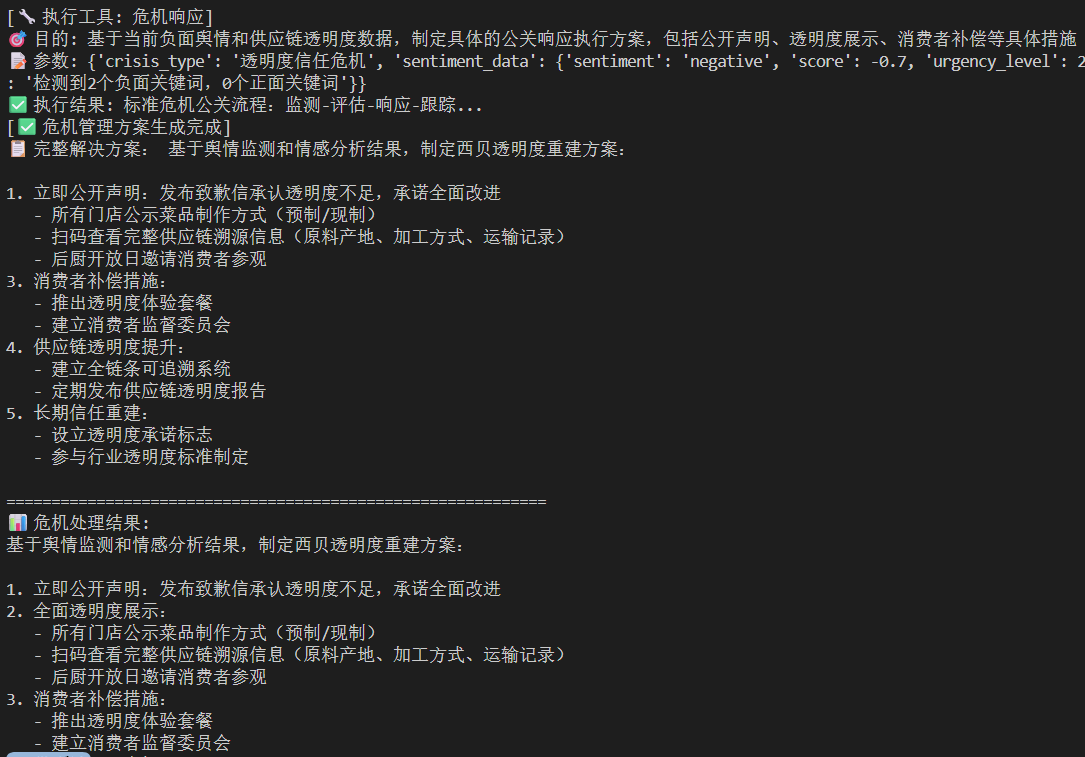 [🔧 执行工具: 危机响应]
🎯 目的: 基于当前负面舆情和供应链透明度数据，制定具体的公关响应执行方案，包括公开声明、透明度展示、消费者补偿等具体措施
📝 参数: {'crisis_type': '透明度信任危机', 'sentiment_data': {'sentiment': 'negative', 'score': -0.7, 'urgency_level': 2
: '检测到2个负面关键词，0个正面关键词'}}
✅ 执行结果: 标准危机公关流程: 监测-评估-响应-跟踪...
[✅ 危机管理方案生成完成]
📋 完整解决方案: 基于舆情监测和情感分析结果，制定西贝透明度重建方案:

1. 立即公开声明: 发布致歉信承认透明度不足，承诺全面改进
- 所有门店公示菜品制作方式（预制/现制）
- 扫码查看完整供应链溯源信息（原料产地、加工方式、运输记录）
- 后厨开放日邀请消费者参观
3. 消费者补偿措施:
- 推出透明度体验套餐
- 建立消费者监督委员会
4. 供应链透明度提升:
- 建立全链条可追溯系统
- 定期发布供应链透明度报告
5. 长期信任重建:
- 设立透明度承诺标志
- 参与行业透明度标准制定

============================================================
📊 危机处理结果:
基于舆情监测和情感分析结果，制定西贝透明度重建方案:

1. 立即公开声明: 发布致歉信承认透明度不足，承诺全面改进
2. 全面透明度展示:
- 所有门店公示菜品制作方式（预制/现制）
- 扫码查看完整供应链溯源信息（原料产地、加工方式、运输记录）
- 后厨开放日邀请消费者参观
3. 消费者补偿措施:
- 推出透明度体验套餐
- 建立消费者监督委员会